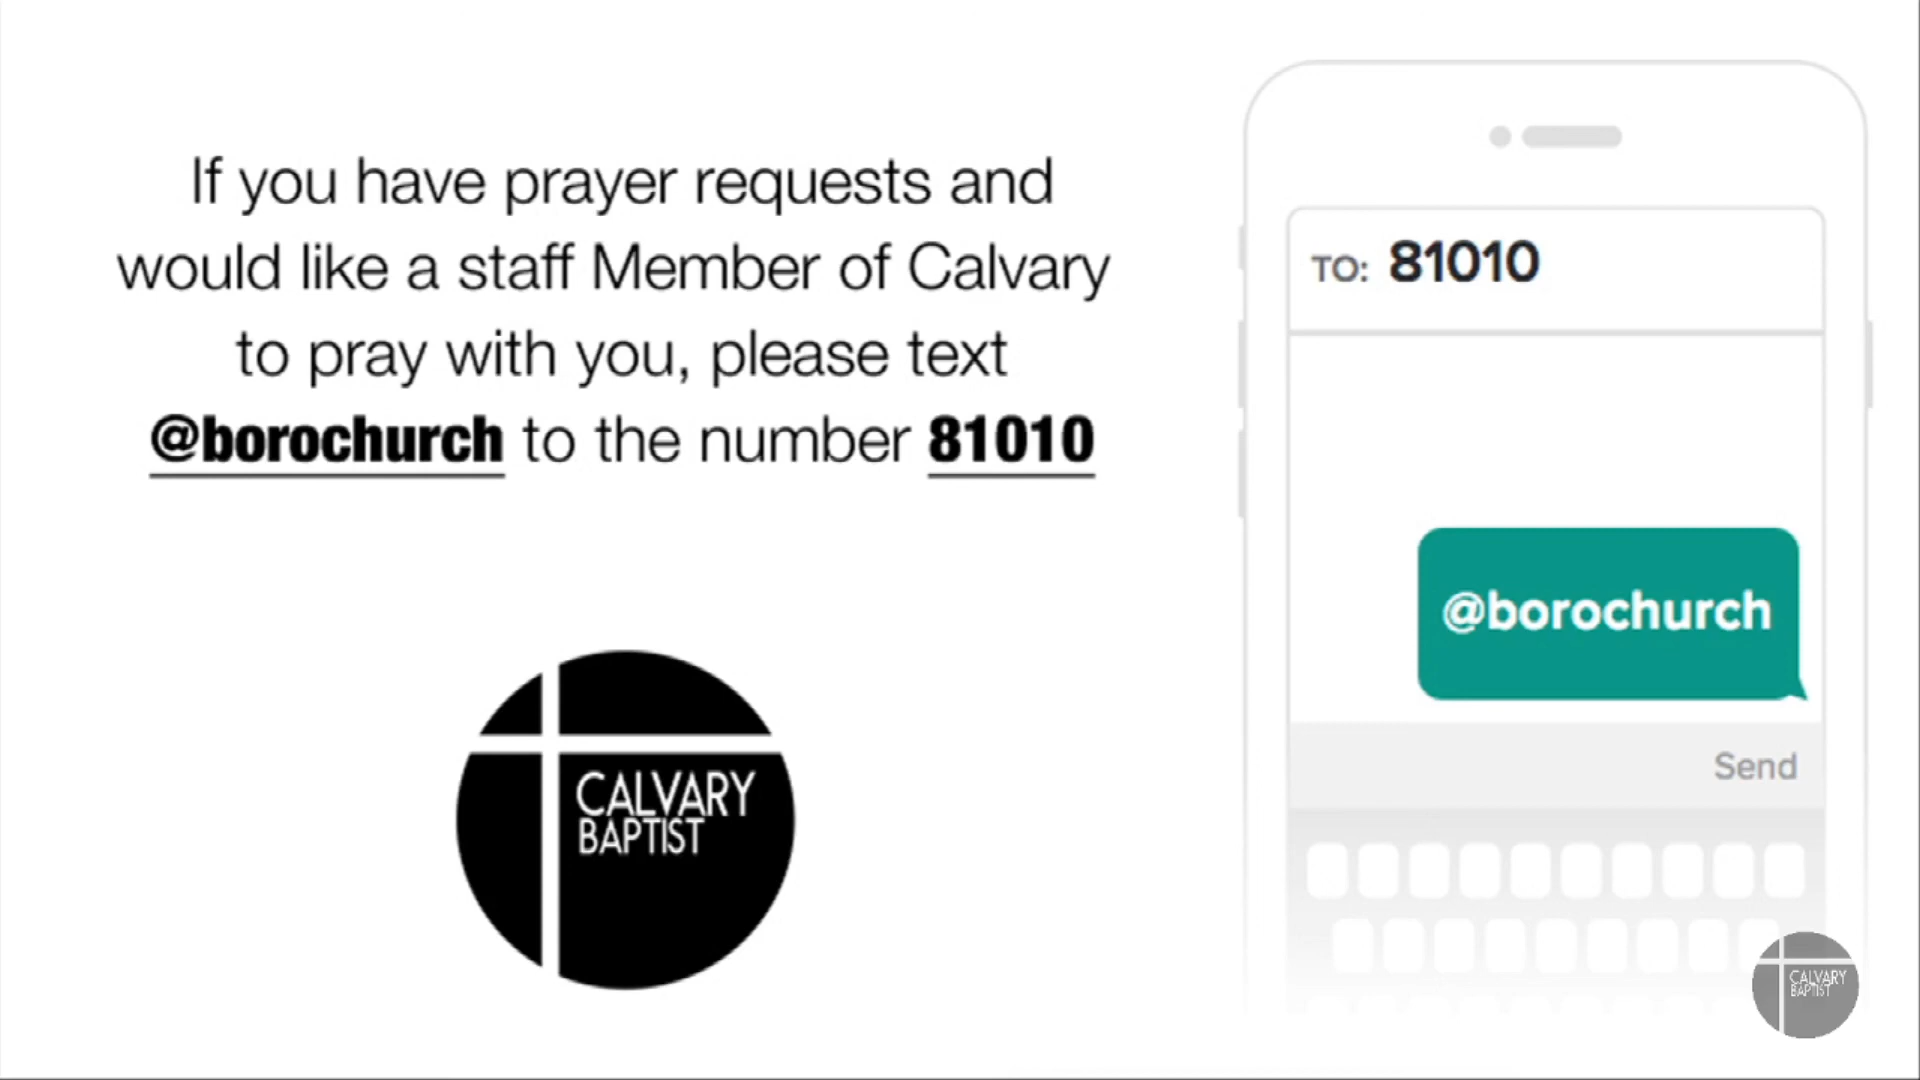 If you have prayer requests and
would like a staff Member of Calvary
to pray with you, please text
@borochurch to the number 81010
CALVARY
BAPTIST
TO: 81010
@borochurch
Send
CALVARY
BAPTIST